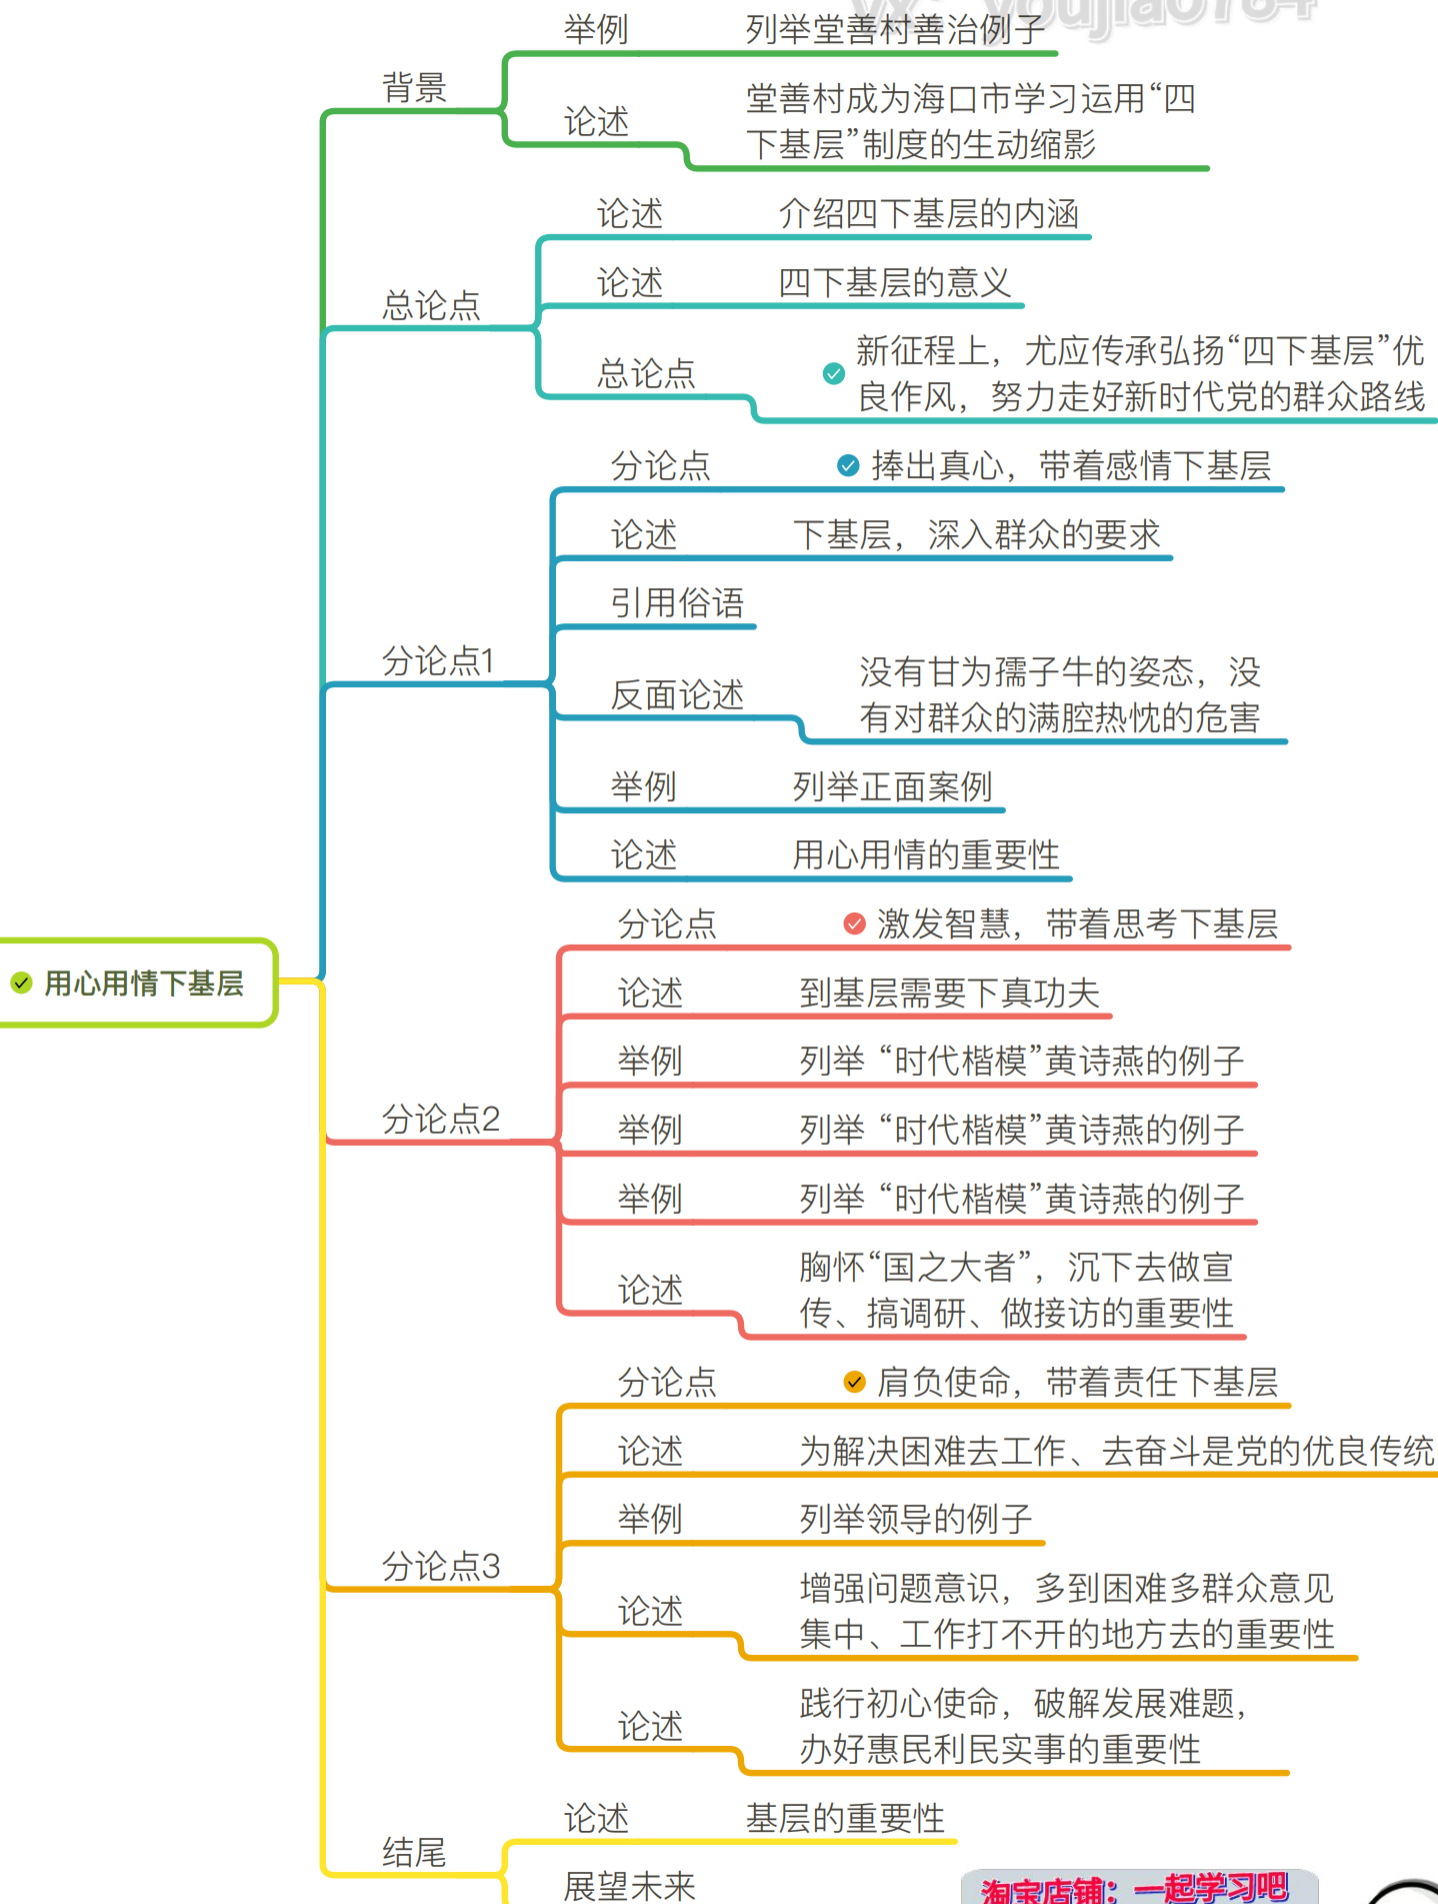 vx: youjia0784
举例 列举堂善村善治例子
背景
论述 堂善村成为海口市学习运用“四
下基层”制度的生动缩影
论述 介绍四下基层的内涵
论述 四下基层的意义
总论点
总论点 新征程上，尤应传承弘扬“四下基层”优
良作风，努力走好新时代党的群众路线
分论点 捧出真心，带着感情下基层
论述 下基层，深入群众的要求
引用俗语
分论点1
反面论述 没有甘为孺子牛的姿态，没
有对群众的满腔热忱的危害
举例 列举正面案例
论述 用心用情的重要性
用心用情下基层
分论点 激发智慧，带着思考下基层
论述 到基层需要下真功夫
举例 列举 “时代楷模”黄诗燕的例子
分论点2
举例 列举 “时代楷模”黄诗燕的例子
举例 列举 “时代楷模”黄诗燕的例子
论述 胸怀“国之大者”，沉下去做宣
传、搞调研、做接访的重要性
分论点 肩负使命，带着责任下基层
论述 为解决困难去工作、去奋斗是党的优良传统
举例 列举领导的例子
分论点3
论述 增强问题意识，多到困难多群众意见
集中、工作打不开的地方去的重要性
论述 践行初心使命，破解发展难题，
办好惠民利民实事的重要性
论述 基层的重要性
结尾
展望未来
淘宝店铺：一起学习吧